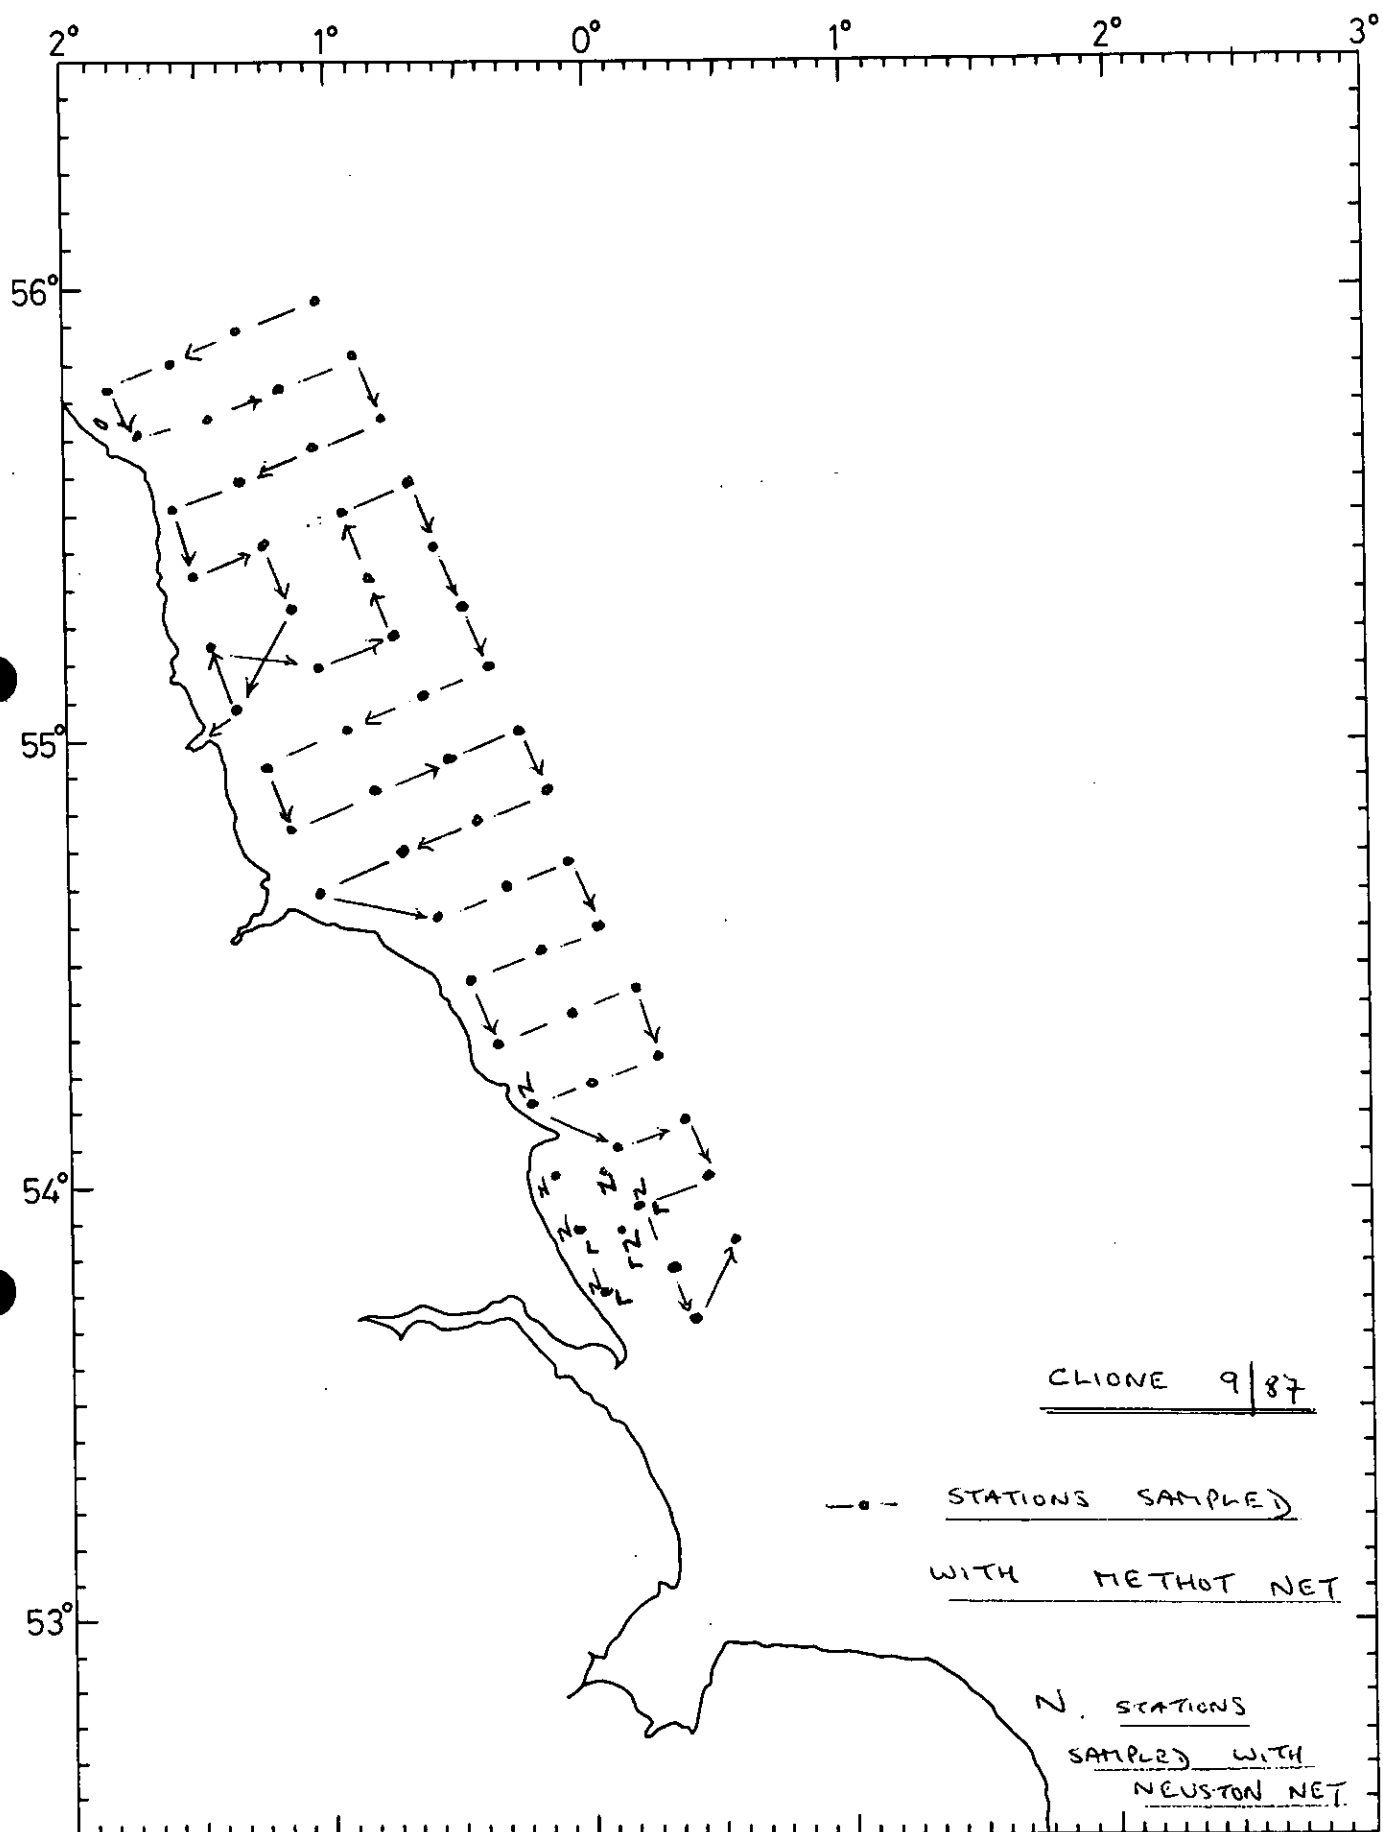 2° 1° 0° 1° 2° 3°
56°
55°
N
54°
N N N
N N
N
CLIONE 9/87
STATIONS SAMPLED
WITH METHOT NET
53°
N. STATIONS
SAMPLED WITH
NEUSTON NET